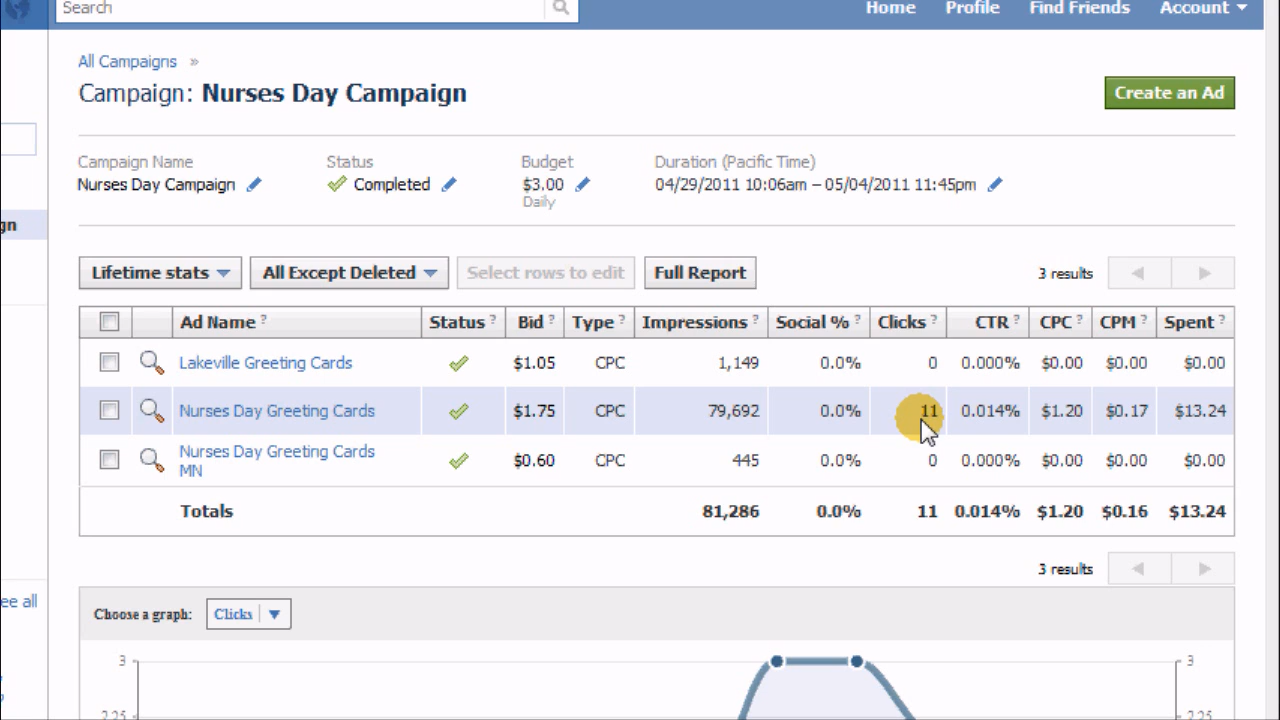 Search
Home Profile Find Friends Account
All Campaigns »
Campaign: Nurses Day Campaign
Create an Ad
Campaign Name Status Budget Duration (Pacific Time)
Nurses Day Campaign Completed $3.00 04/29/2011 10:06am – 05/04/2011 11:45pm
Daily
gn
Lifetime stats All Except Deleted Select rows to edit Full Report 3 results
Ad Name ? Status ? Bid ? Type ? Impressions ? Social % ? Clicks ? CTR ? CPC ? CPM ? Spent ?
Lakeville Greeting Cards $1.05 CPC 1,149 0.0% 0 0.000% $0.00 $0.00 $0.00
Nurses Day Greeting Cards $1.75 CPC 79,692 0.0% 11 0.014% $1.20 $0.17 $13.24
Nurses Day Greeting Cards
MN $0.60 CPC 445 0.0% 0 0.000% $0.00 $0.00 $0.00
Totals 81,286 0.0% 11 0.014% $1.20 $0.16 $13.24
3 results
ee all
Choose a graph: Clicks
3 3
2.25 2.25